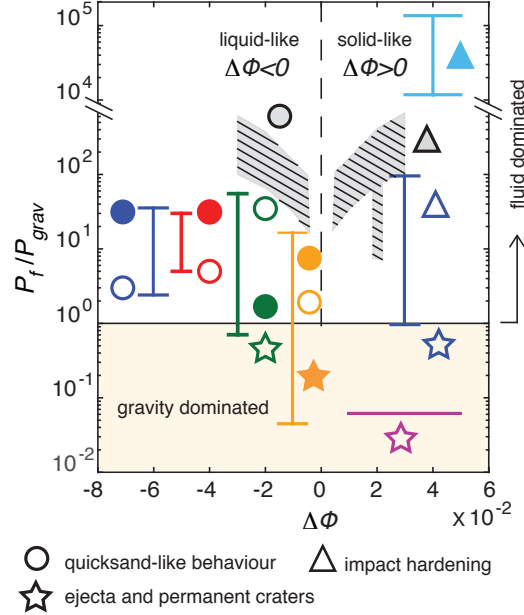 liquid-like
ΔΦ<0
solid-like
ΔΦ>0
10^5
10^4
10^2
10^1
10^0
10^-1
10^-2
P_f/P_grav
fluid dominated
gravity dominated
-8 -6 -4 -2 0 2 4 6
ΔΦ
x 10^-2
quicksand-like behaviour
impact hardening
ejecta and permanent craters